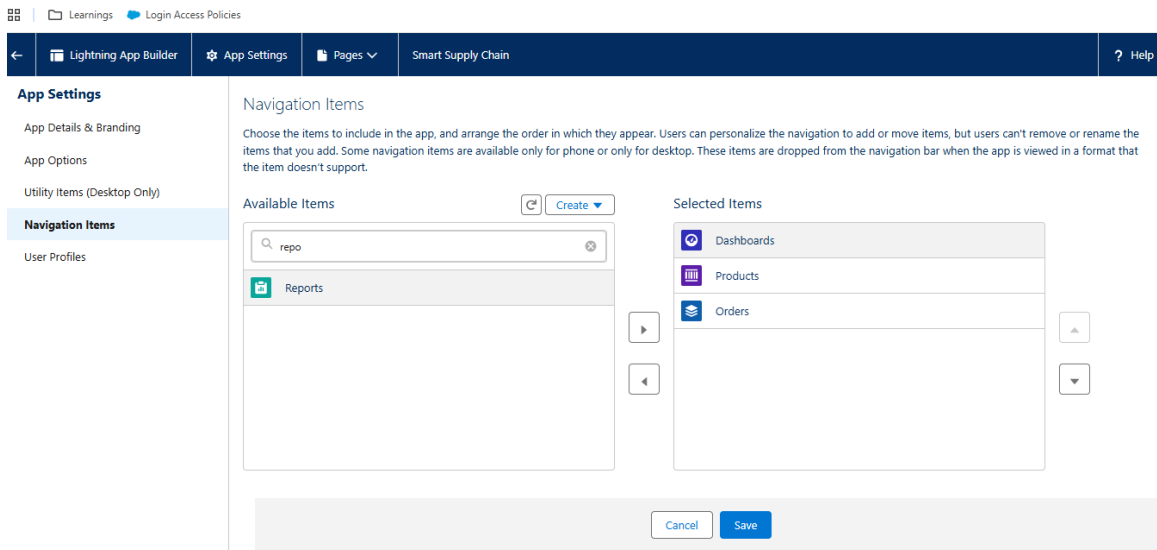 Learnings
Login Access Policies
Lightning App Builder
App Settings
Pages
Smart Supply Chain
? Help
App Settings
App Details & Branding
App Options
Utility Items (Desktop Only)
Navigation Items
User Profiles
Navigation Items
Choose the items to include in the app, and arrange the order in which they appear. Users can personalize the navigation to add or move items, but users can't remove or rename the
items that you add. Some navigation items are available only for phone or only for desktop. These items are dropped from the navigation bar when the app is viewed in a format that
the item doesn't support.
Available Items
Create
repo
Reports
Selected Items
Dashboards
Products
Orders
Cancel
Save